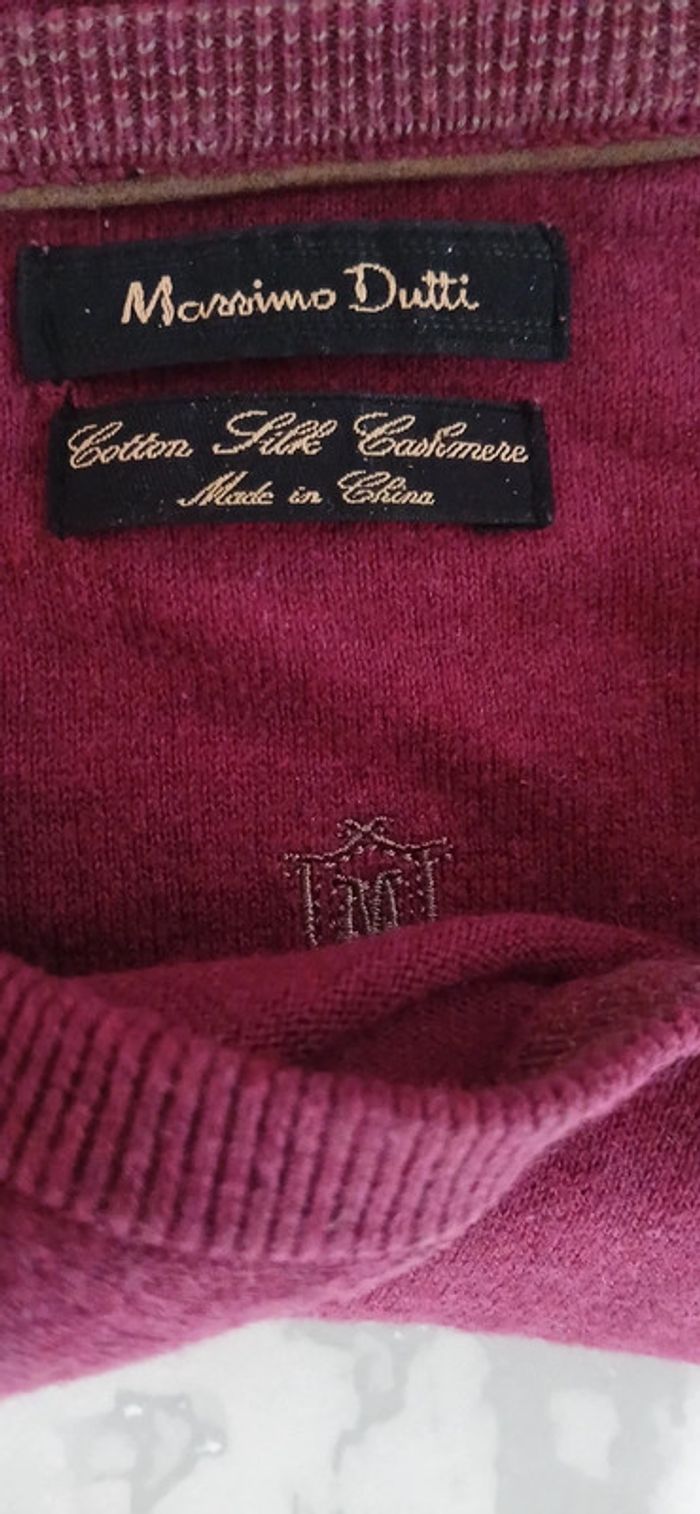 Massimo Dutti
Cotton Silk Cashmere
Made in China
M